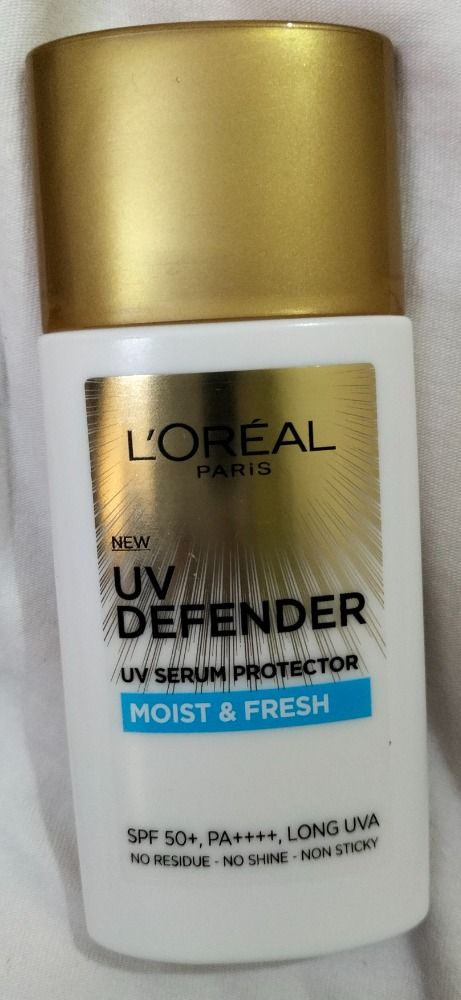 L'ORÉAL
PARiS
NEW
UV
DEFENDER
UV SERUM PROTECTOR
MOIST & FRESH
SPF 50+, PA++++, LONG UVA
NO RESIDUE - NO SHINE - NON STICKY